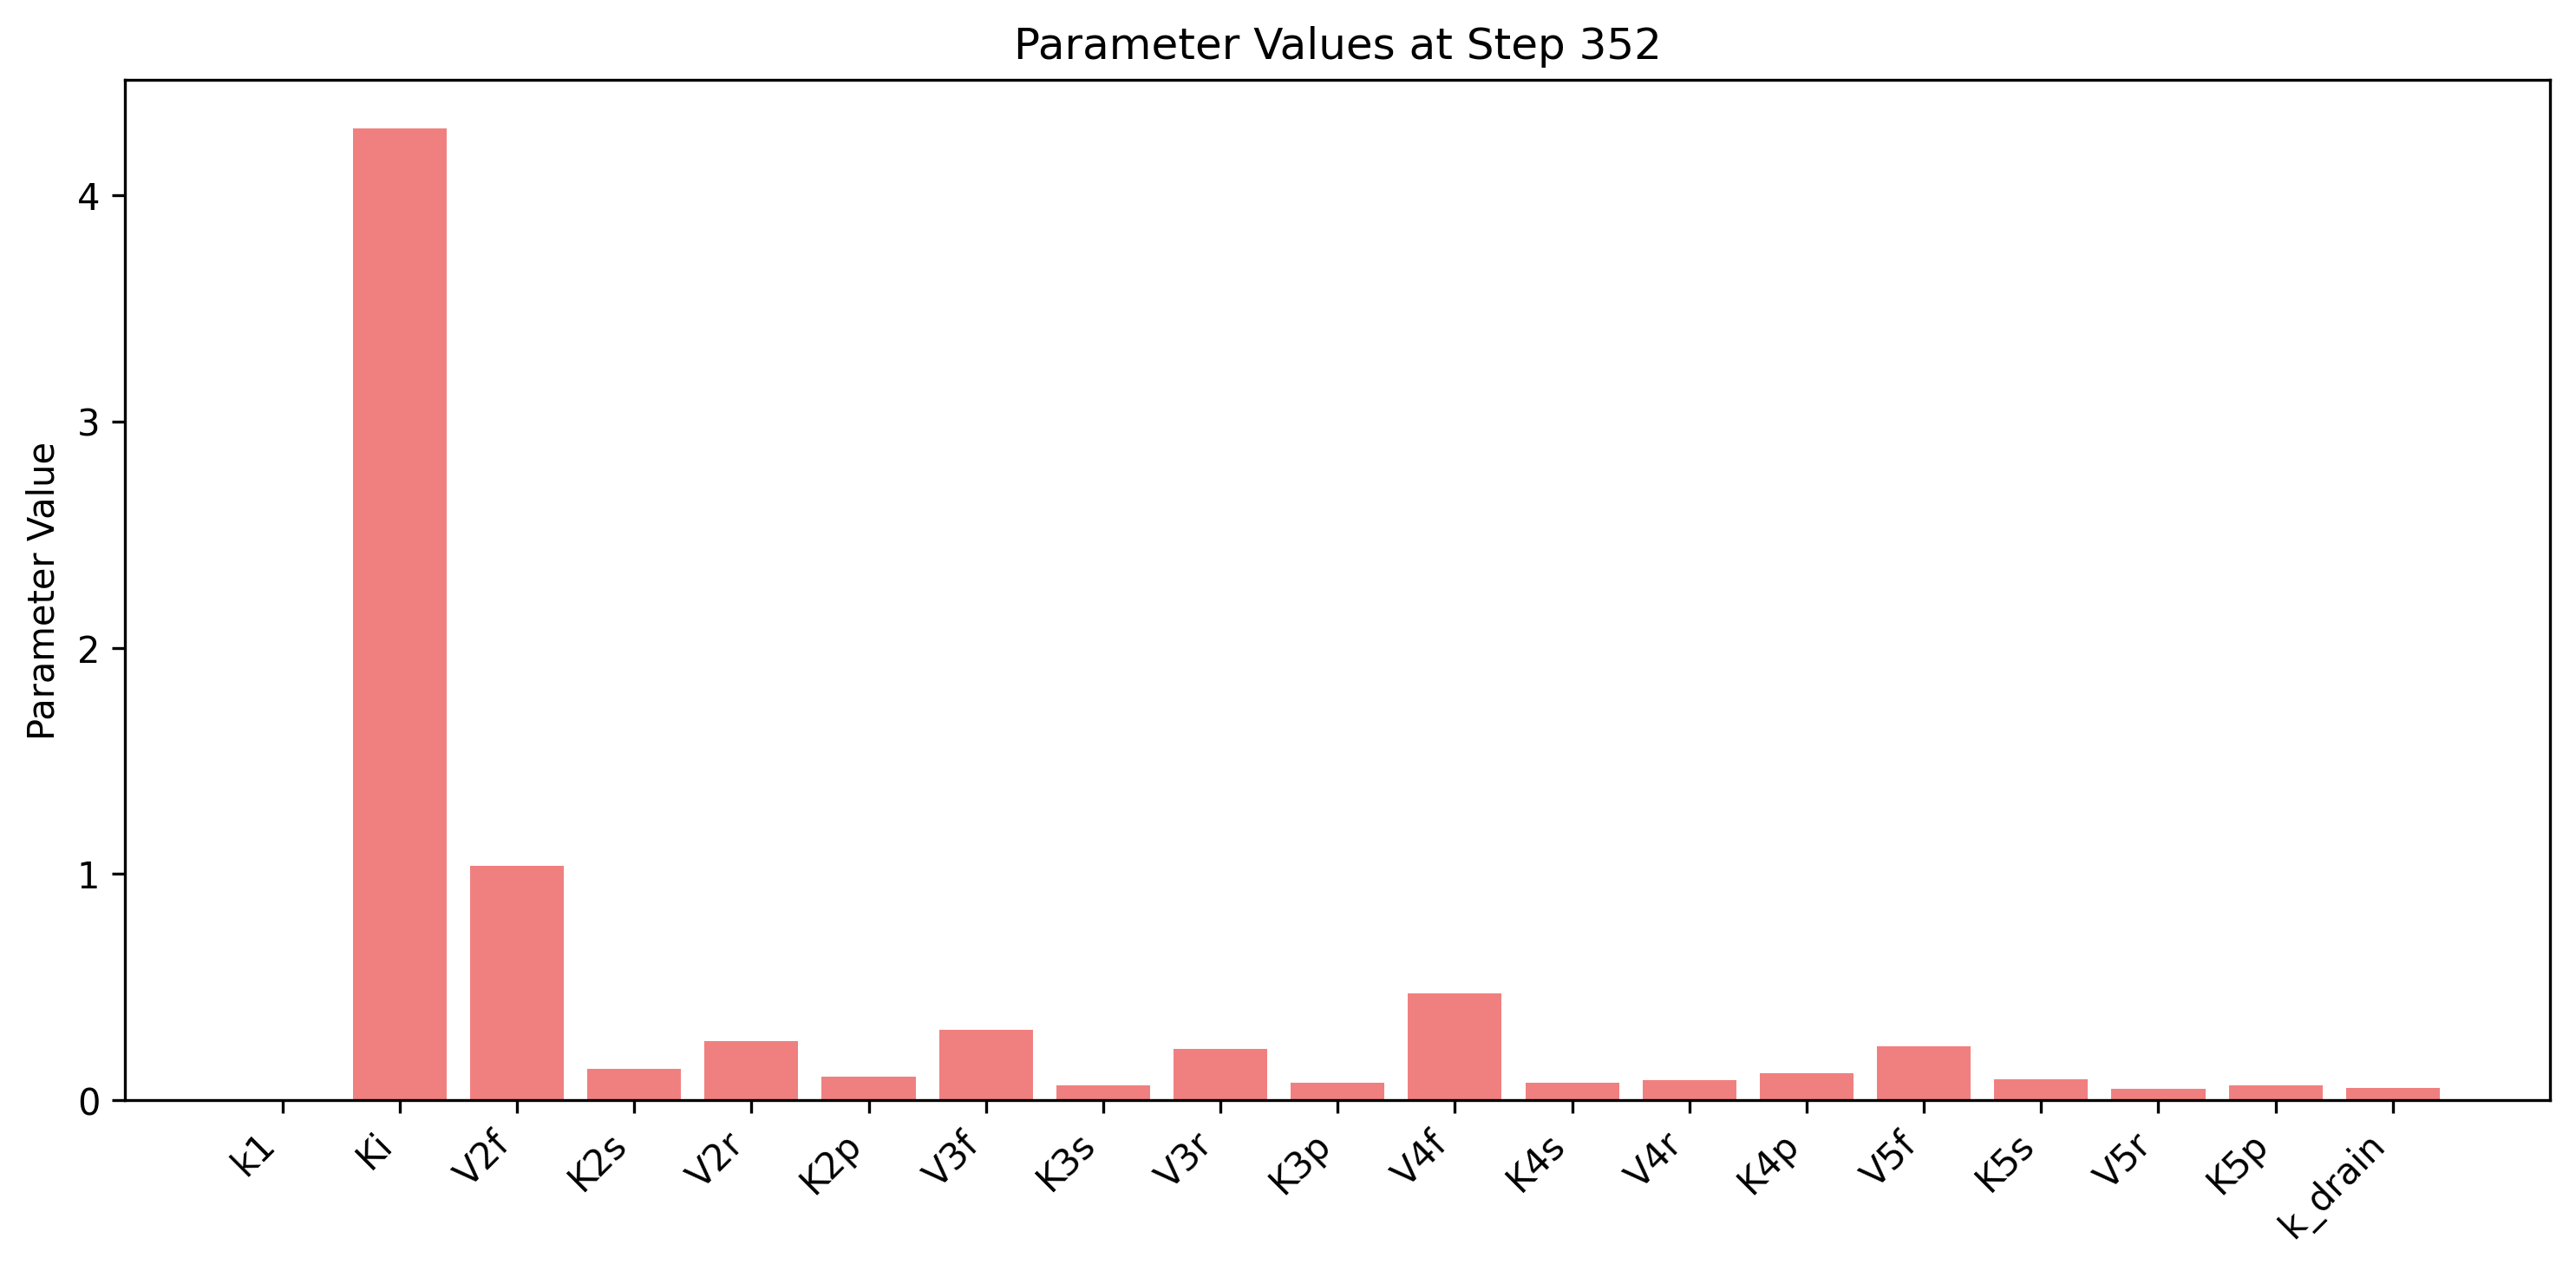 Parameter Values at Step 352
Parameter Value
4
3
2
1
0
k1
Ki
V2f
K2s
V2r
K2p
V3f
K3s
V3r
K3p
V4f
K4s
V4r
K4p
V5f
K5s
V5r
K5p
k_drain